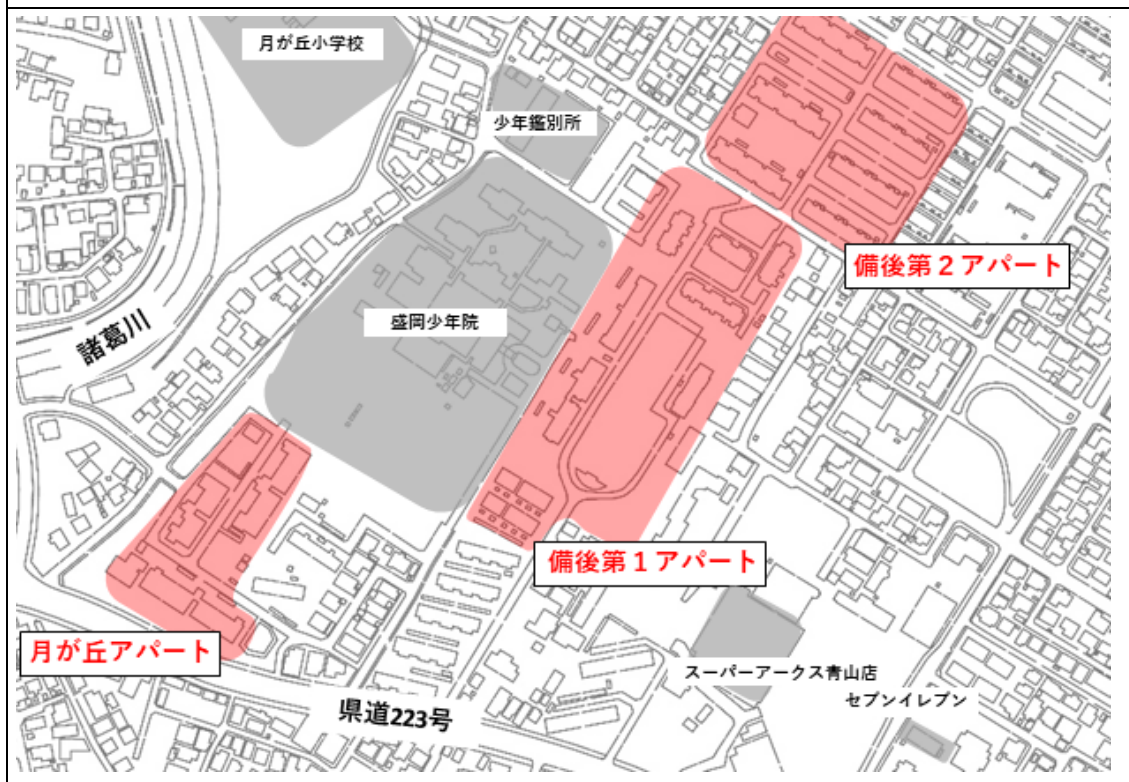 月が丘小学校
少年鑑別所
備後第２アパート
盛岡少年院
諸葛川
備後第１アパート
月が丘アパート
スーパーアークス青山店
セブンイレブン
県道223号